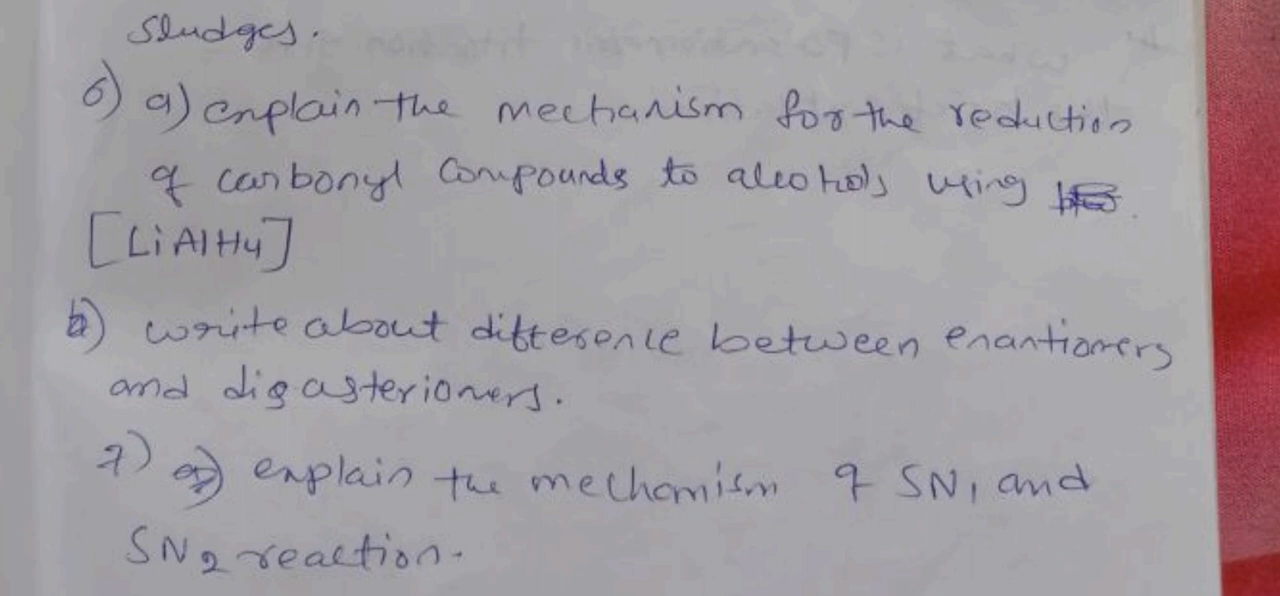 sludges.
6) a) explain the mechanism for the reduction
of carbonyl compounds to alcohols using
[LiAlH4]
b) write about difference between enantiomers
and digasteriomers.
7) a) explain the mechanism of SN1 and
SN2 reaction.